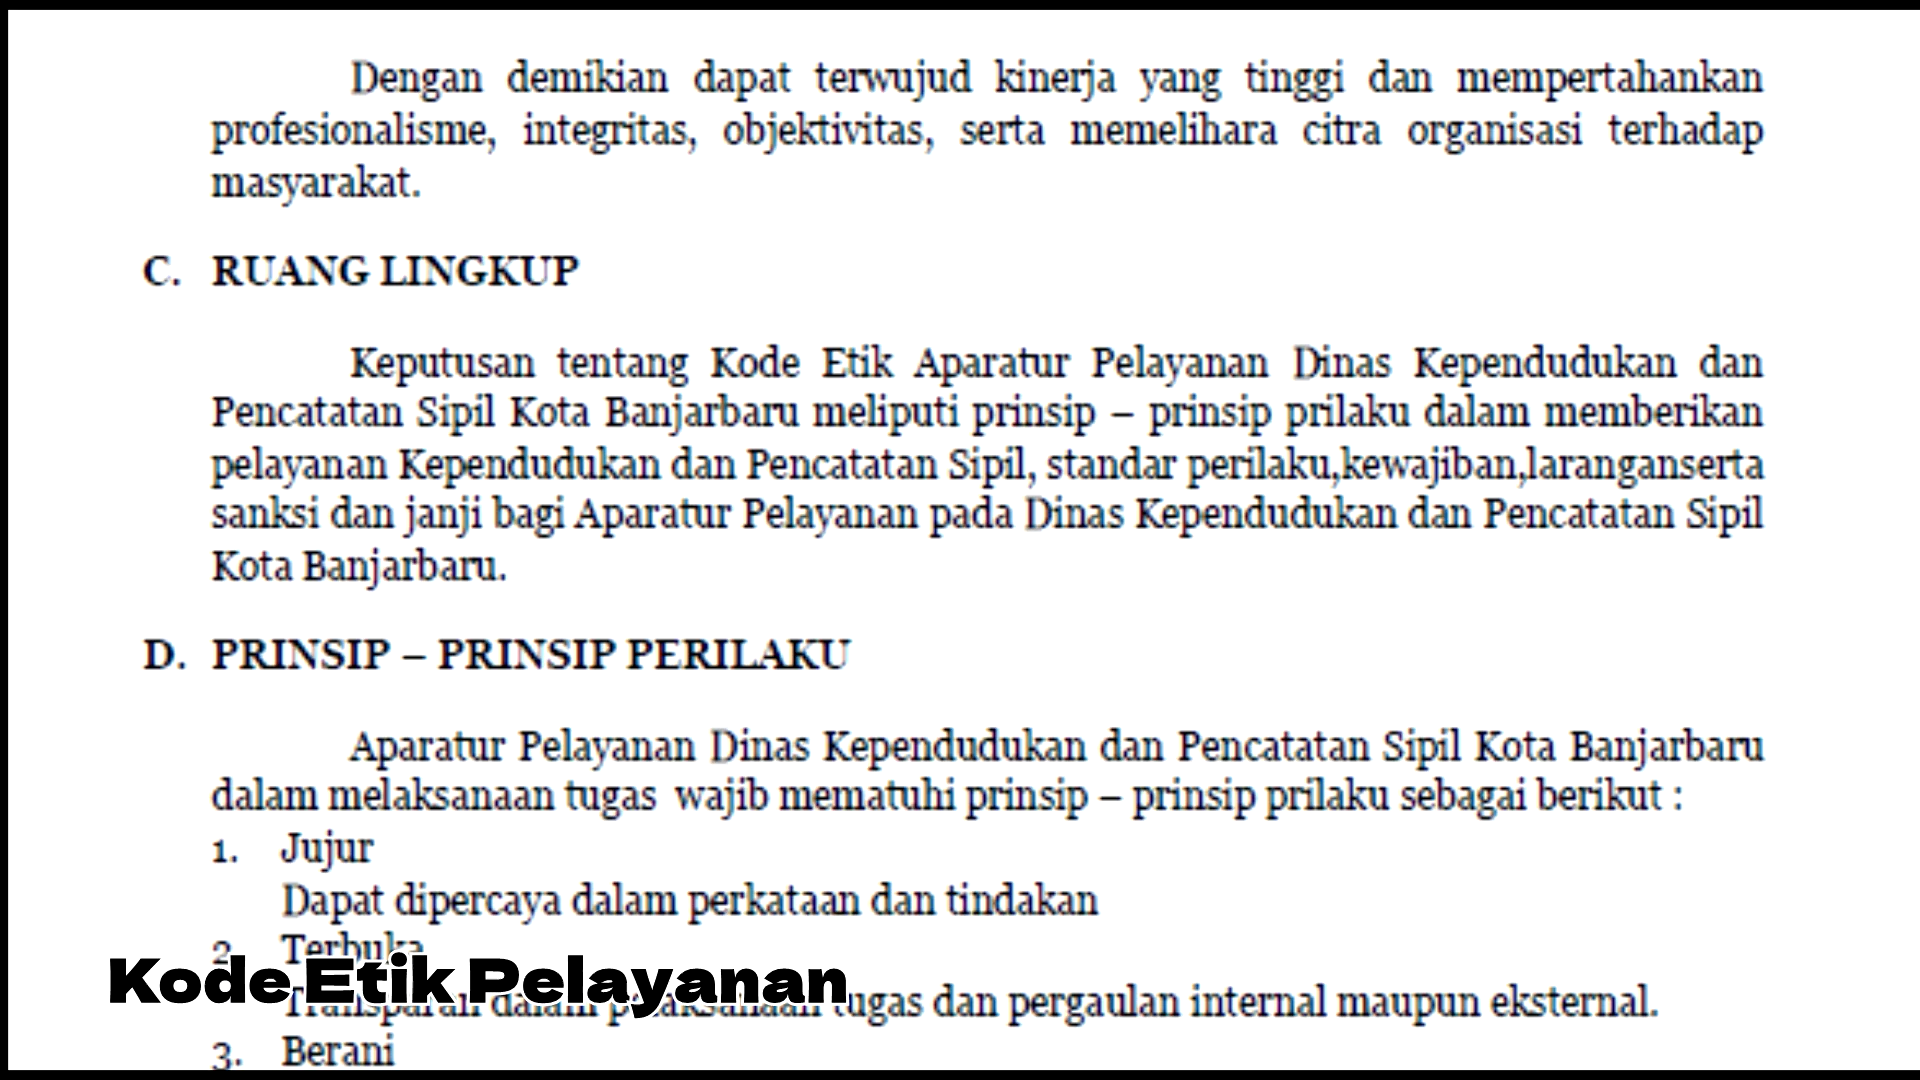 Dengan demikian dapat terwujud kinerja yang tinggi dan mempertahankan
profesionalisme, integritas, objektivitas, serta memelihara citra organisasi terhadap
masyarakat.
C. RUANG LINGKUP
Keputusan tentang Kode Etik Aparatur Pelayanan Dinas Kependudukan dan
Pencatatan Sipil Kota Banjarbaru meliputi prinsip – prinsip prilaku dalam memberikan
pelayanan Kependudukan dan Pencatatan Sipil, standar perilaku,kewajiban,laranganserta
sanksi dan janji bagi Aparatur Pelayanan pada Dinas Kependudukan dan Pencatatan Sipil
Kota Banjarbaru.
D. PRINSIP – PRINSIP PERILAKU
Aparatur Pelayanan Dinas Kependudukan dan Pencatatan Sipil Kota Banjarbaru
dalam melaksanaan tugas wajib mematuhi prinsip – prinsip prilaku sebagai berikut :
1. Jujur
Dapat dipercaya dalam perkataan dan tindakan
2. Terbuka
Kode Etik Pelayanan
Transparan dalam pelaksanaan tugas dan pergaulan internal maupun eksternal.
3. Berani